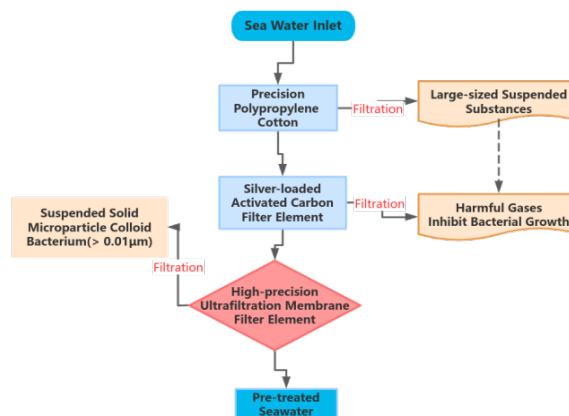 Sea Water Inlet
Precision
Polypropylene
Cotton
Filtration
Large-sized Suspended
Substances
Silver-loaded
Activated Carbon
Filter Element
Filtration
Harmful Gases
Inhibit Bacterial Growth
Suspended Solid
Microparticle Colloid
Bacterium(> 0.01μm)
Filtration
High-precision
Ultrafiltration Membrane
Filter Element
Pre-treated
Seawater